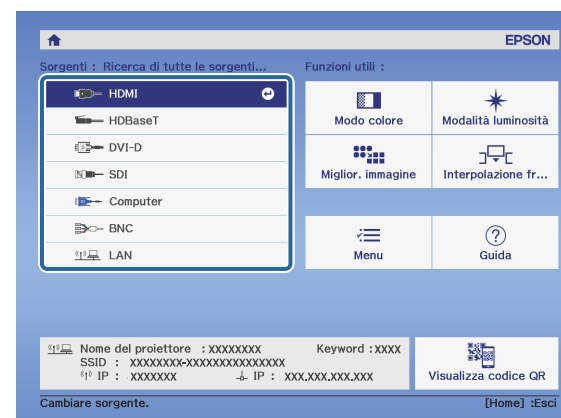 EPSON
Sorgenti : Ricerca di tutte le sorgenti...
Funzioni utili :
HDMI
HDBaseT
DVI-D
SDI
Computer
BNC
LAN
Modo colore
Modalità luminosità
Miglior. immagine
Interpolazione fr...
Menu
Guida
Nome del proiettore : XXXXXXXX Keyword : XXXX
SSID : XXXXXXXX-XXXXXXXXXXXXXX
IP : XXXXXXX IP : XXX.XXX.XXX.XXX
Visualizza codice QR
Cambiare sorgente.
[Home] :Esci